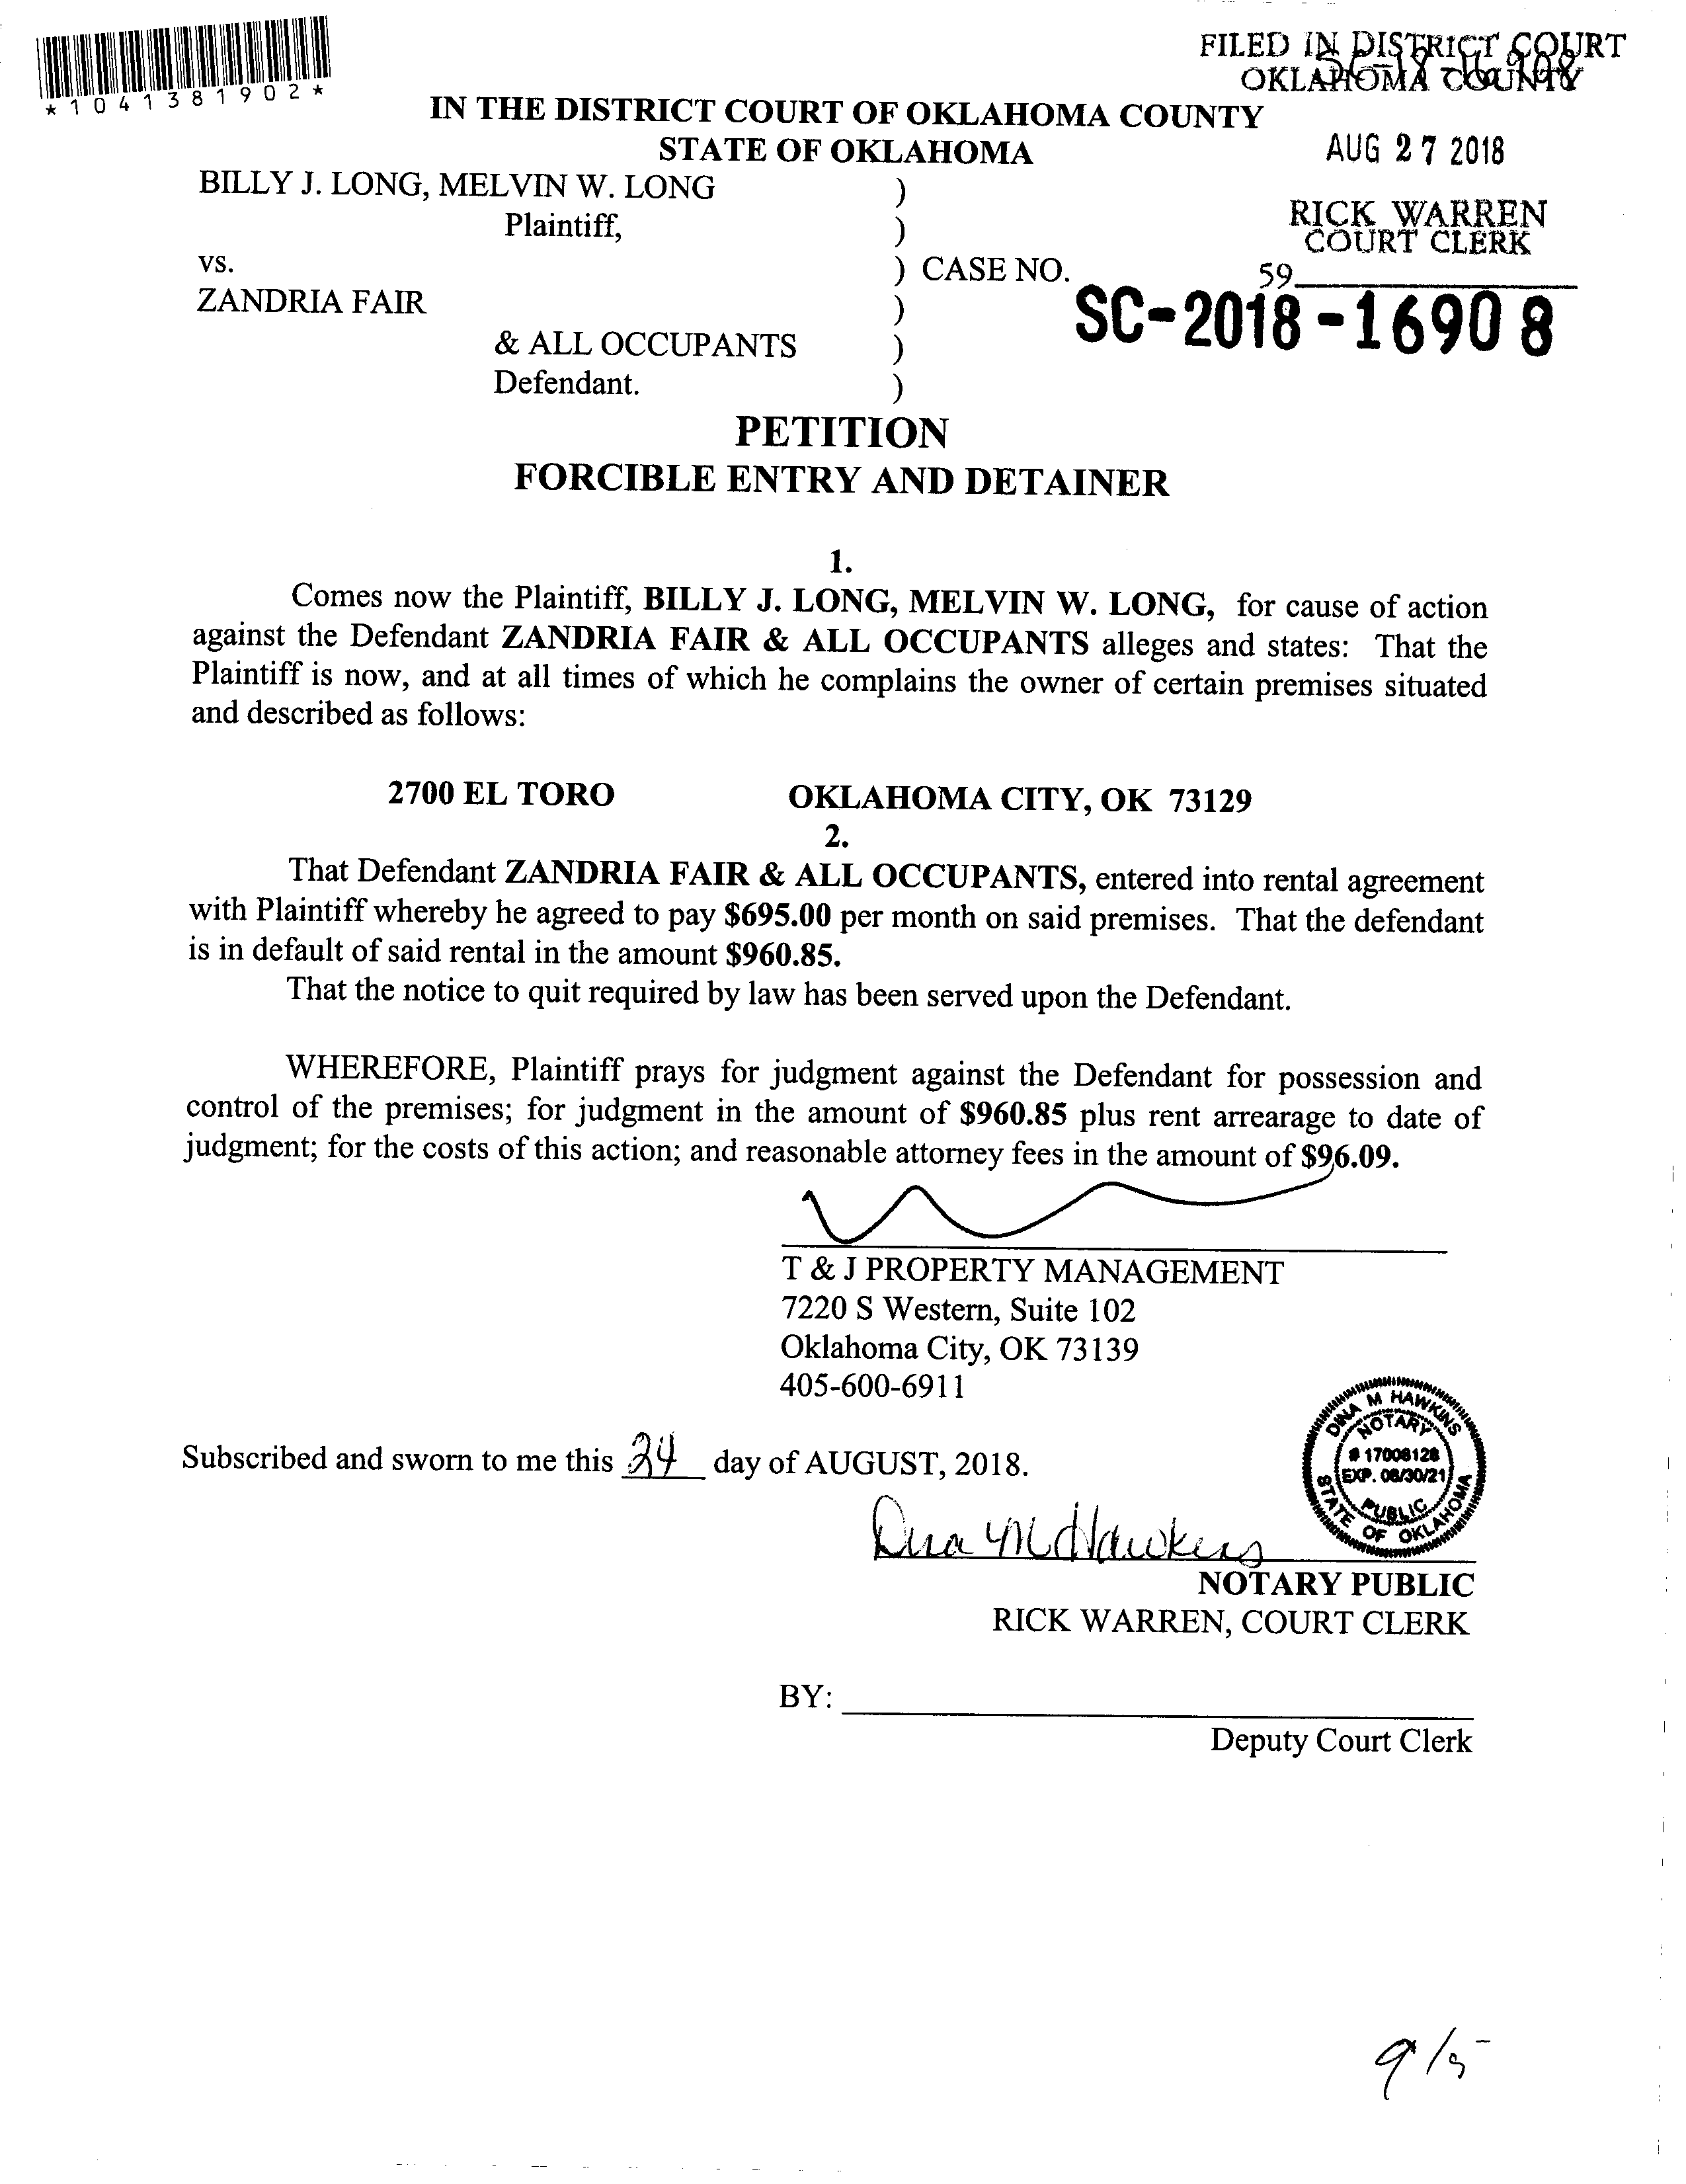 *1041381902*
FILED IN DISTRICT COURT
OKLAHOMA COUNTY
SC-18-16908
IN THE DISTRICT COURT OF OKLAHOMA COUNTY
STATE OF OKLAHOMA
AUG 27 2018
BILLY J. LONG, MELVIN W. LONG )
Plaintiff, )
RICK WARREN
COURT CLERK
vs. ) CASE NO. 59
ZANDRIA FAIR )
SC-2018-16908
& ALL OCCUPANTS )
Defendant. )
PETITION
FORCIBLE ENTRY AND DETAINER
1.
Comes now the Plaintiff, BILLY J. LONG, MELVIN W. LONG, for cause of action
against the Defendant ZANDRIA FAIR & ALL OCCUPANTS alleges and states: That the
Plaintiff is now, and at all times of which he complains the owner of certain premises situated
and described as follows:
2700 EL TORO OKLAHOMA CITY, OK 73129
2.
That Defendant ZANDRIA FAIR & ALL OCCUPANTS, entered into rental agreement
with Plaintiff whereby he agreed to pay $695.00 per month on said premises. That the defendant
is in default of said rental in the amount $960.85.
That the notice to quit required by law has been served upon the Defendant.
WHEREFORE, Plaintiff prays for judgment against the Defendant for possession and
control of the premises; for judgment in the amount of $960.85 plus rent arrearage to date of
judgment; for the costs of this action; and reasonable attorney fees in the amount of $96.09.
T & J PROPERTY MANAGEMENT
7220 S Western, Suite 102
Oklahoma City, OK 73139
405-600-6911
DINA M HAWKINS
NOTARY
# 17008128
EXP. 08/30/21
PUBLIC
STATE OF OKLAHOMA
Subscribed and sworn to me this 24 day of AUGUST, 2018.
Dina M Hawkins
NOTARY PUBLIC
RICK WARREN, COURT CLERK
BY:
Deputy Court Clerk
9/5